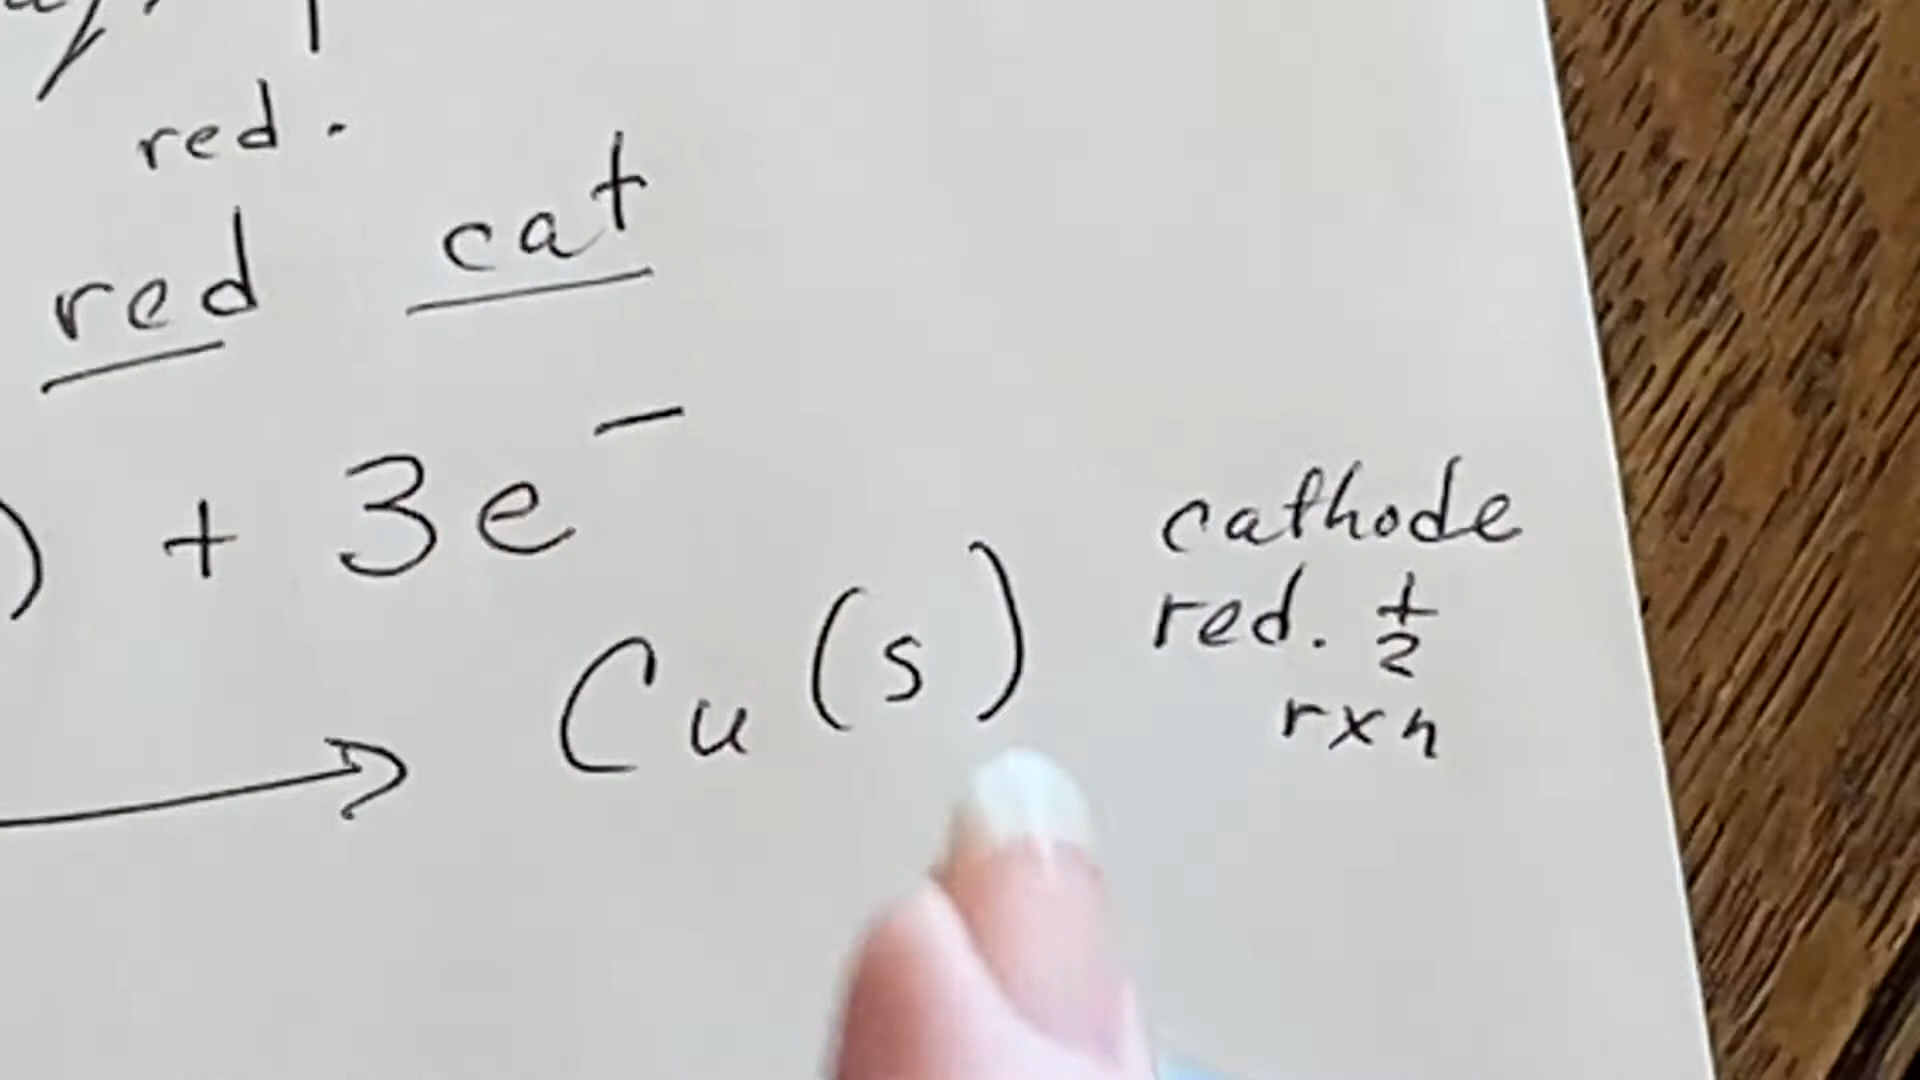 red.
red cat
) + 3e⁻
→ Cu (s)
cathode
red. 1/2
rxn